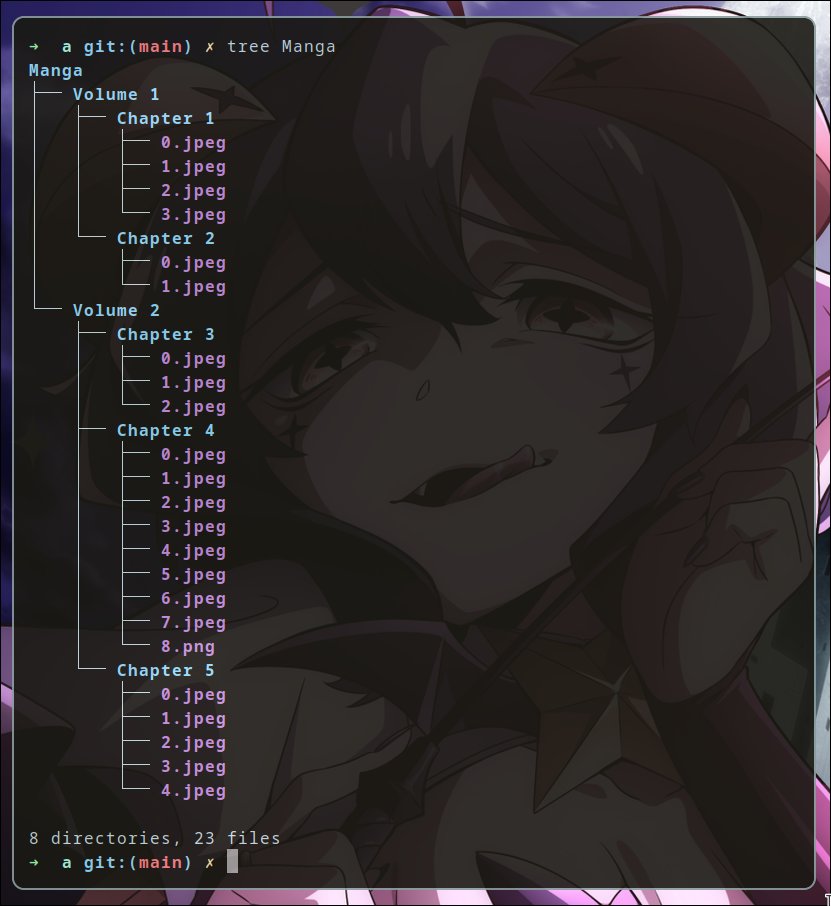 ➜  a git:(main) ✗ tree Manga
Manga
├── Volume 1
│   ├── Chapter 1
│   │   ├── 0.jpeg
│   │   ├── 1.jpeg
│   │   ├── 2.jpeg
│   │   └── 3.jpeg
│   └── Chapter 2
│       ├── 0.jpeg
│       └── 1.jpeg
└── Volume 2
    ├── Chapter 3
    │   ├── 0.jpeg
    │   ├── 1.jpeg
    │   └── 2.jpeg
    ├── Chapter 4
    │   ├── 0.jpeg
    │   ├── 1.jpeg
    │   ├── 2.jpeg
    │   ├── 3.jpeg
    │   ├── 4.jpeg
    │   ├── 5.jpeg
    │   ├── 6.jpeg
    │   ├── 7.jpeg
    │   └── 8.png
    └── Chapter 5
        ├── 0.jpeg
        ├── 1.jpeg
        ├── 2.jpeg
        ├── 3.jpeg
        └── 4.jpeg

8 directories, 23 files
➜  a git:(main) ✗